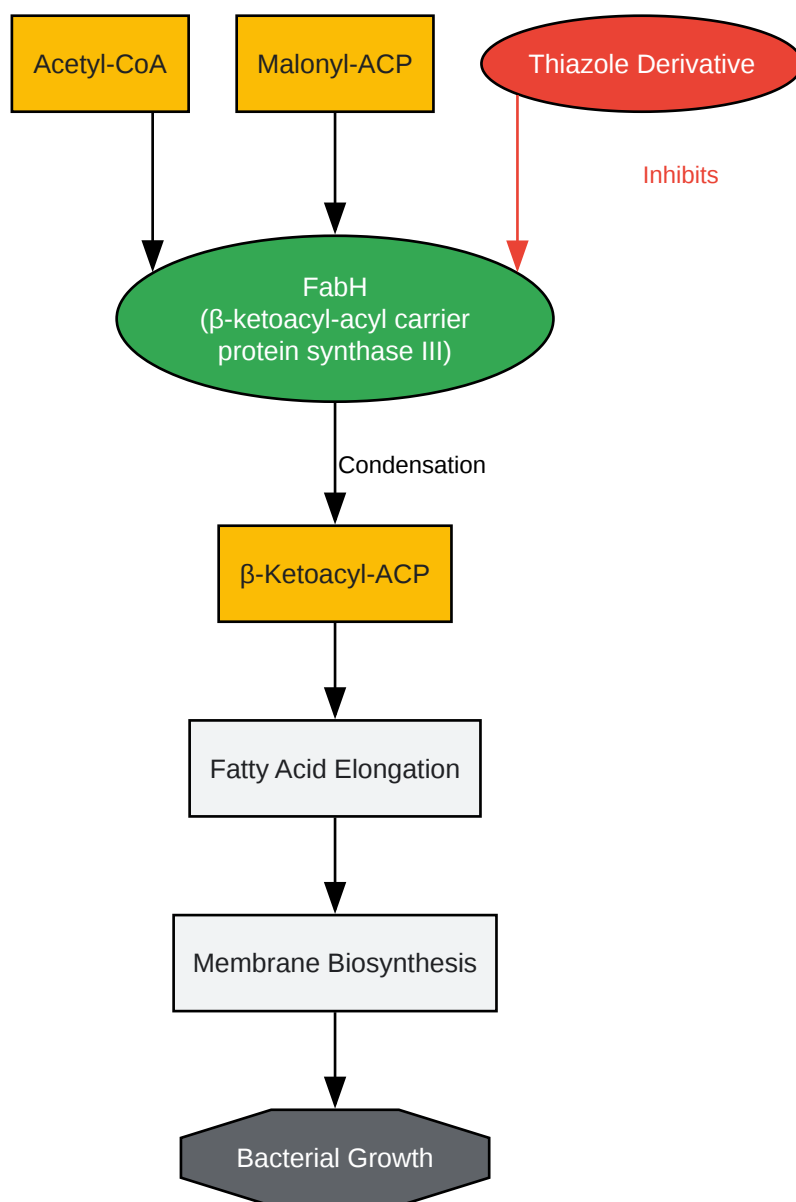 Acetyl-CoA
Malonyl-ACP
Thiazole Derivative
Inhibits
FabH
(β-ketoacyl-acyl carrier
protein synthase III)
Condensation
β-Ketoacyl-ACP
Fatty Acid Elongation
Membrane Biosynthesis
Bacterial Growth